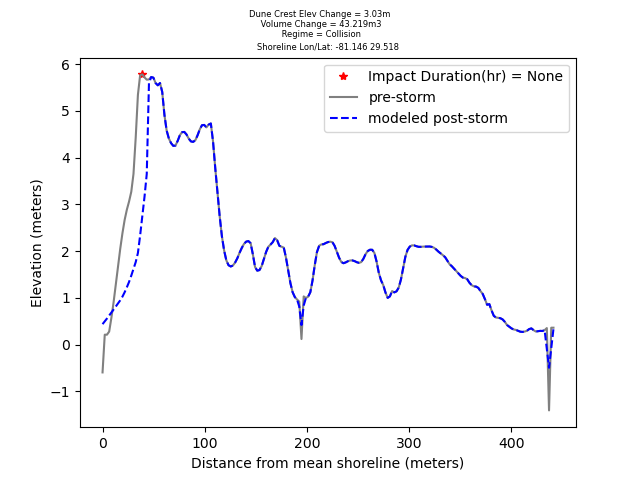 Dune Crest Elev Change = 3.03m
Volume Change = 43.219m3
Regime = Collision
Shoreline Lon/Lat: -81.146 29.518
Impact Duration(hr) = None
pre-storm
modeled post-storm
6
5
4
3
2
1
0
−1
Elevation (meters)
0 100 200 300 400
Distance from mean shoreline (meters)